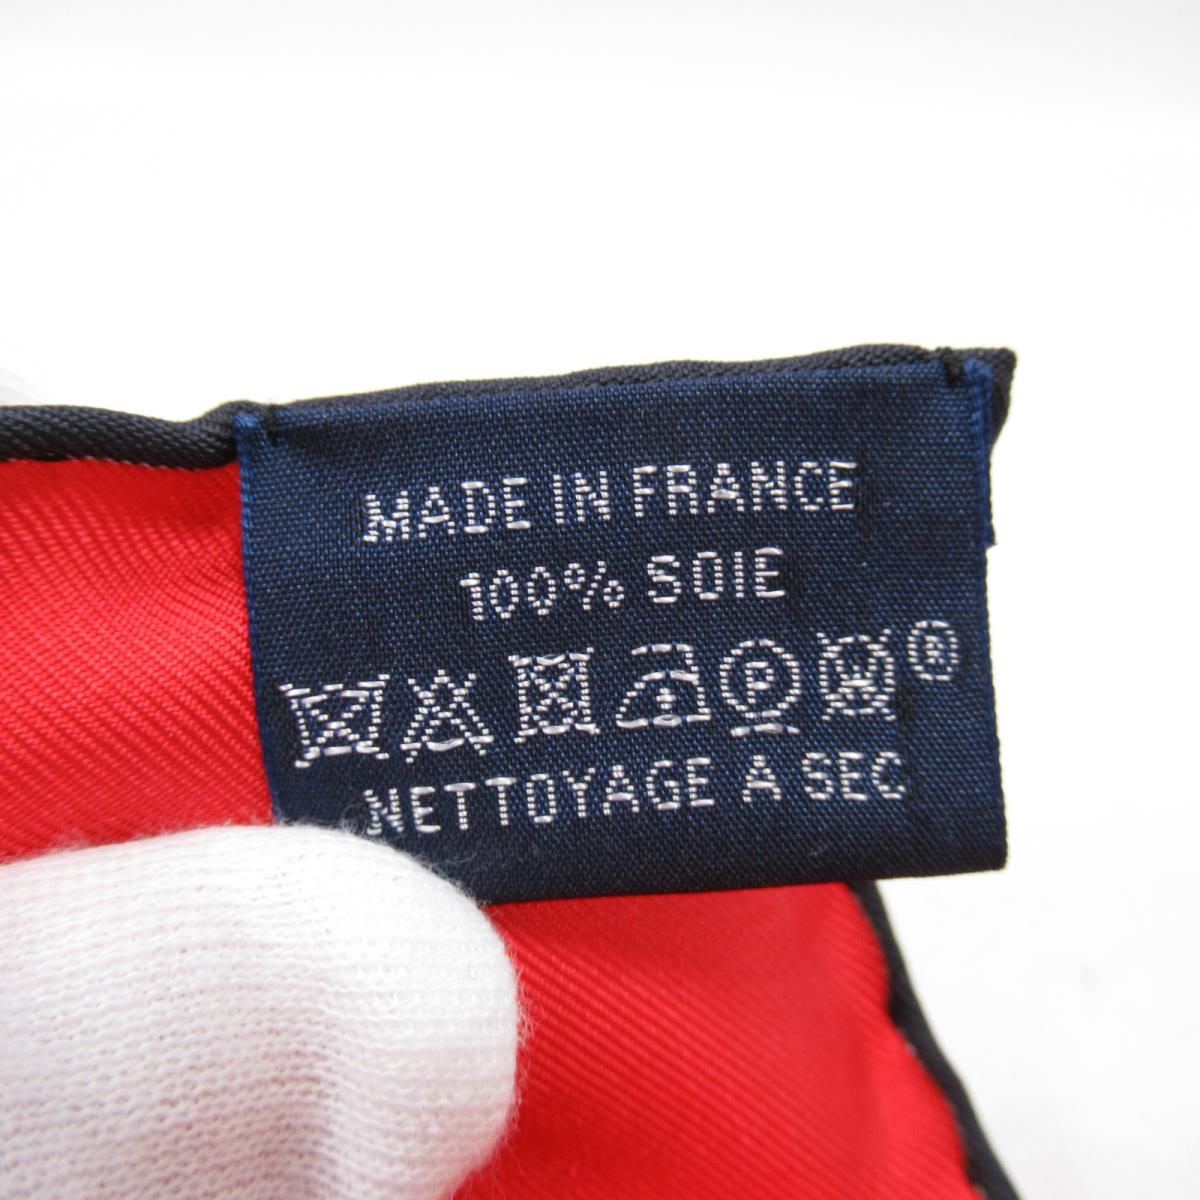 MADE IN FRANCE
100% SOIE
P W ®
NETTOYAGE A SEC